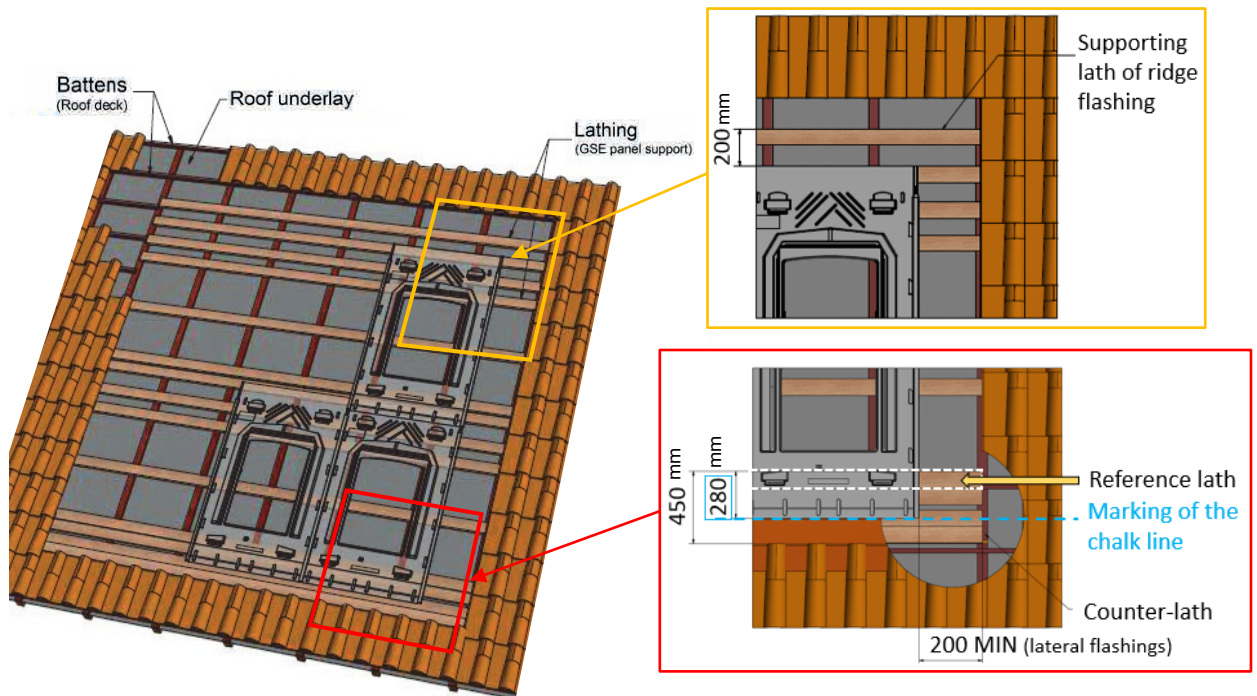 Battens
(Roof deck)
Roof underlay
Lathing
(GSE panel support)
Supporting
lath of ridge
flashing
200 mm
450 mm
280 mm
Reference lath
Marking of the
chalk line
Counter-lath
200 MIN (lateral flashings)